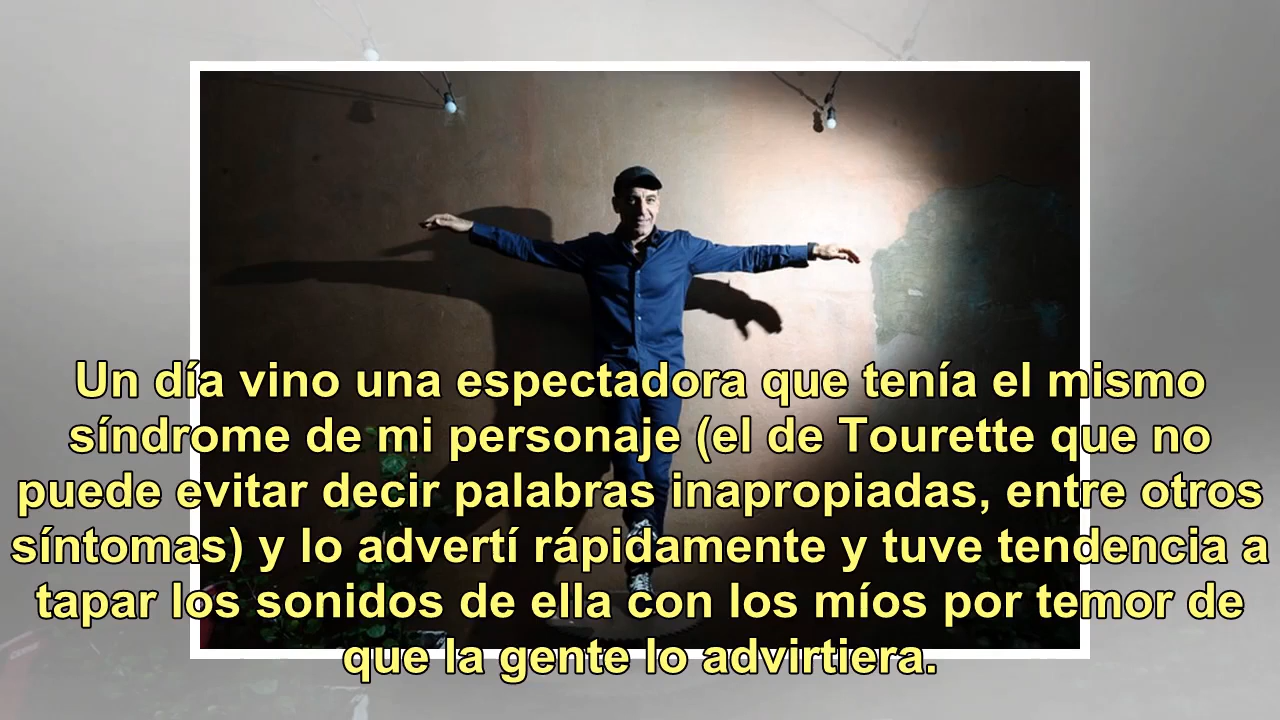 Un día vino una espectadora que tenía el mismo
síndrome de mi personaje (el de Tourette que no
puede evitar decir palabras inapropiadas, entre otros
síntomas) y lo advertí rápidamente y tuve tendencia a
tapar los sonidos de ella con los míos por temor de
que la gente lo advirtiera.